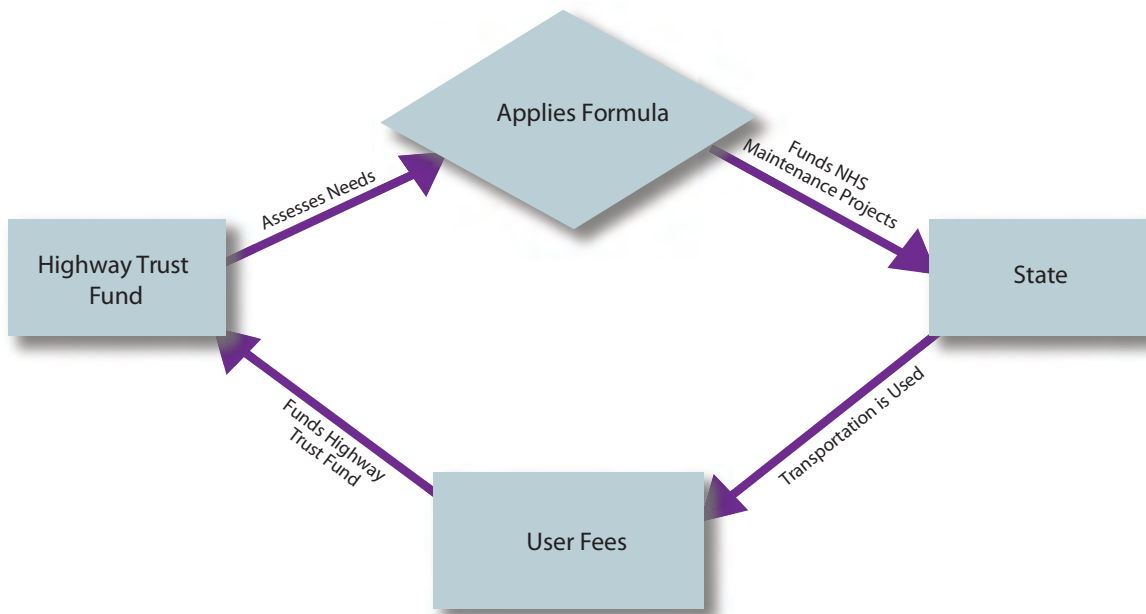 Applies Formula
Assesses Needs
Funds NHS
Maintenance Projects
Highway Trust
Fund
State
Funds Highway
Trust Fund
Transportation is Used
User Fees